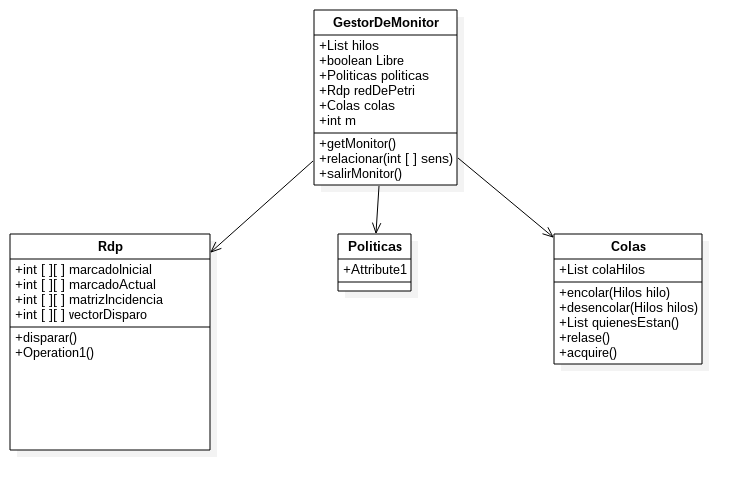 GestorDeMonitor
+List hilos
+boolean Libre
+Politicas politicas
+Rdp redDePetri
+Colas colas
+int m
+getMonitor()
+relacionar(int [ ] sens)
+salirMonitor()
Rdp
+int [ ][ ] marcadoInicial
+int [ ][ ] marcadoActual
+int [ ][ ] matrizIncidencia
+int [ ][ ] vectorDisparo
+disparar()
+Operation1()
Politicas
+Attribute1
Colas
+List colaHilos
+encolar(Hilos hilo)
+desencolar(Hilos hilos)
+List quienesEstan()
+relase()
+acquire()